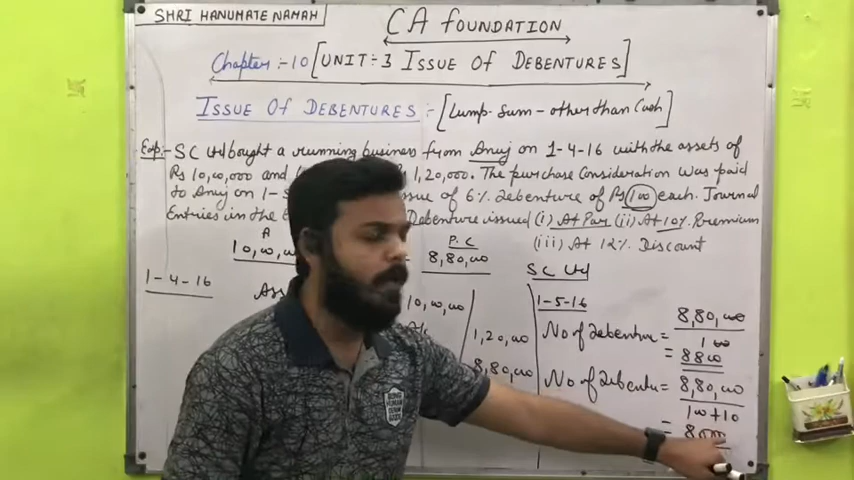 SHRI HANUMATE NAMAH
CA FOUNDATION
Chapter :- 10 [UNIT :- 3 ISSUE OF DEBENTURES]
ISSUE OF DEBENTURES :- [Lump-Sum - other than Cash]
Exp. - SC Ltd bought a running business from Anuj on 1-4-16 with the assets of
Rs 10,00,000 and 1,20,000. The purchase Consideration was paid
to Anuj on 1- issue of 6% debenture of Rs 100 each. Journal
Entries in the Debenture issued (i) At Par (ii) At 10% Premium
(iii) At 12% Discount
A
10,00,00
P.C
8,80,00
1-4-16
Ass
10,00,00
1,20,00
8,80,00
SC Ltd
1-5-16
No of debenture = 8,80,00
100
= 8800
No of debentu = 8,80,00
100 + 10
= 8000
BEING
HUMAN